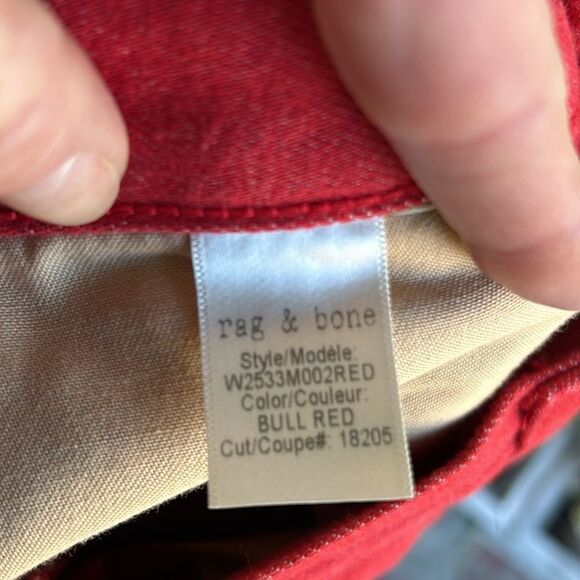 rag & bone
Style/Modèle:
W2533M002RED
Color/Couleur:
BULL RED
Cut/Coupe#: 18205